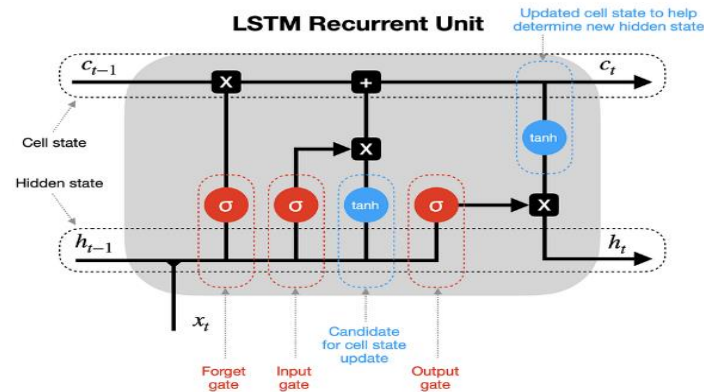 LSTM Recurrent Unit
Updated cell state to help
determine new hidden state
c_{t-1}
c_t
X
+
Cell state
X
tanh
Hidden state
σ
σ
tanh
σ
X
h_{t-1}
h_t
x_t
Forget
gate
Input
gate
Candidate
for cell state
update
Output
gate